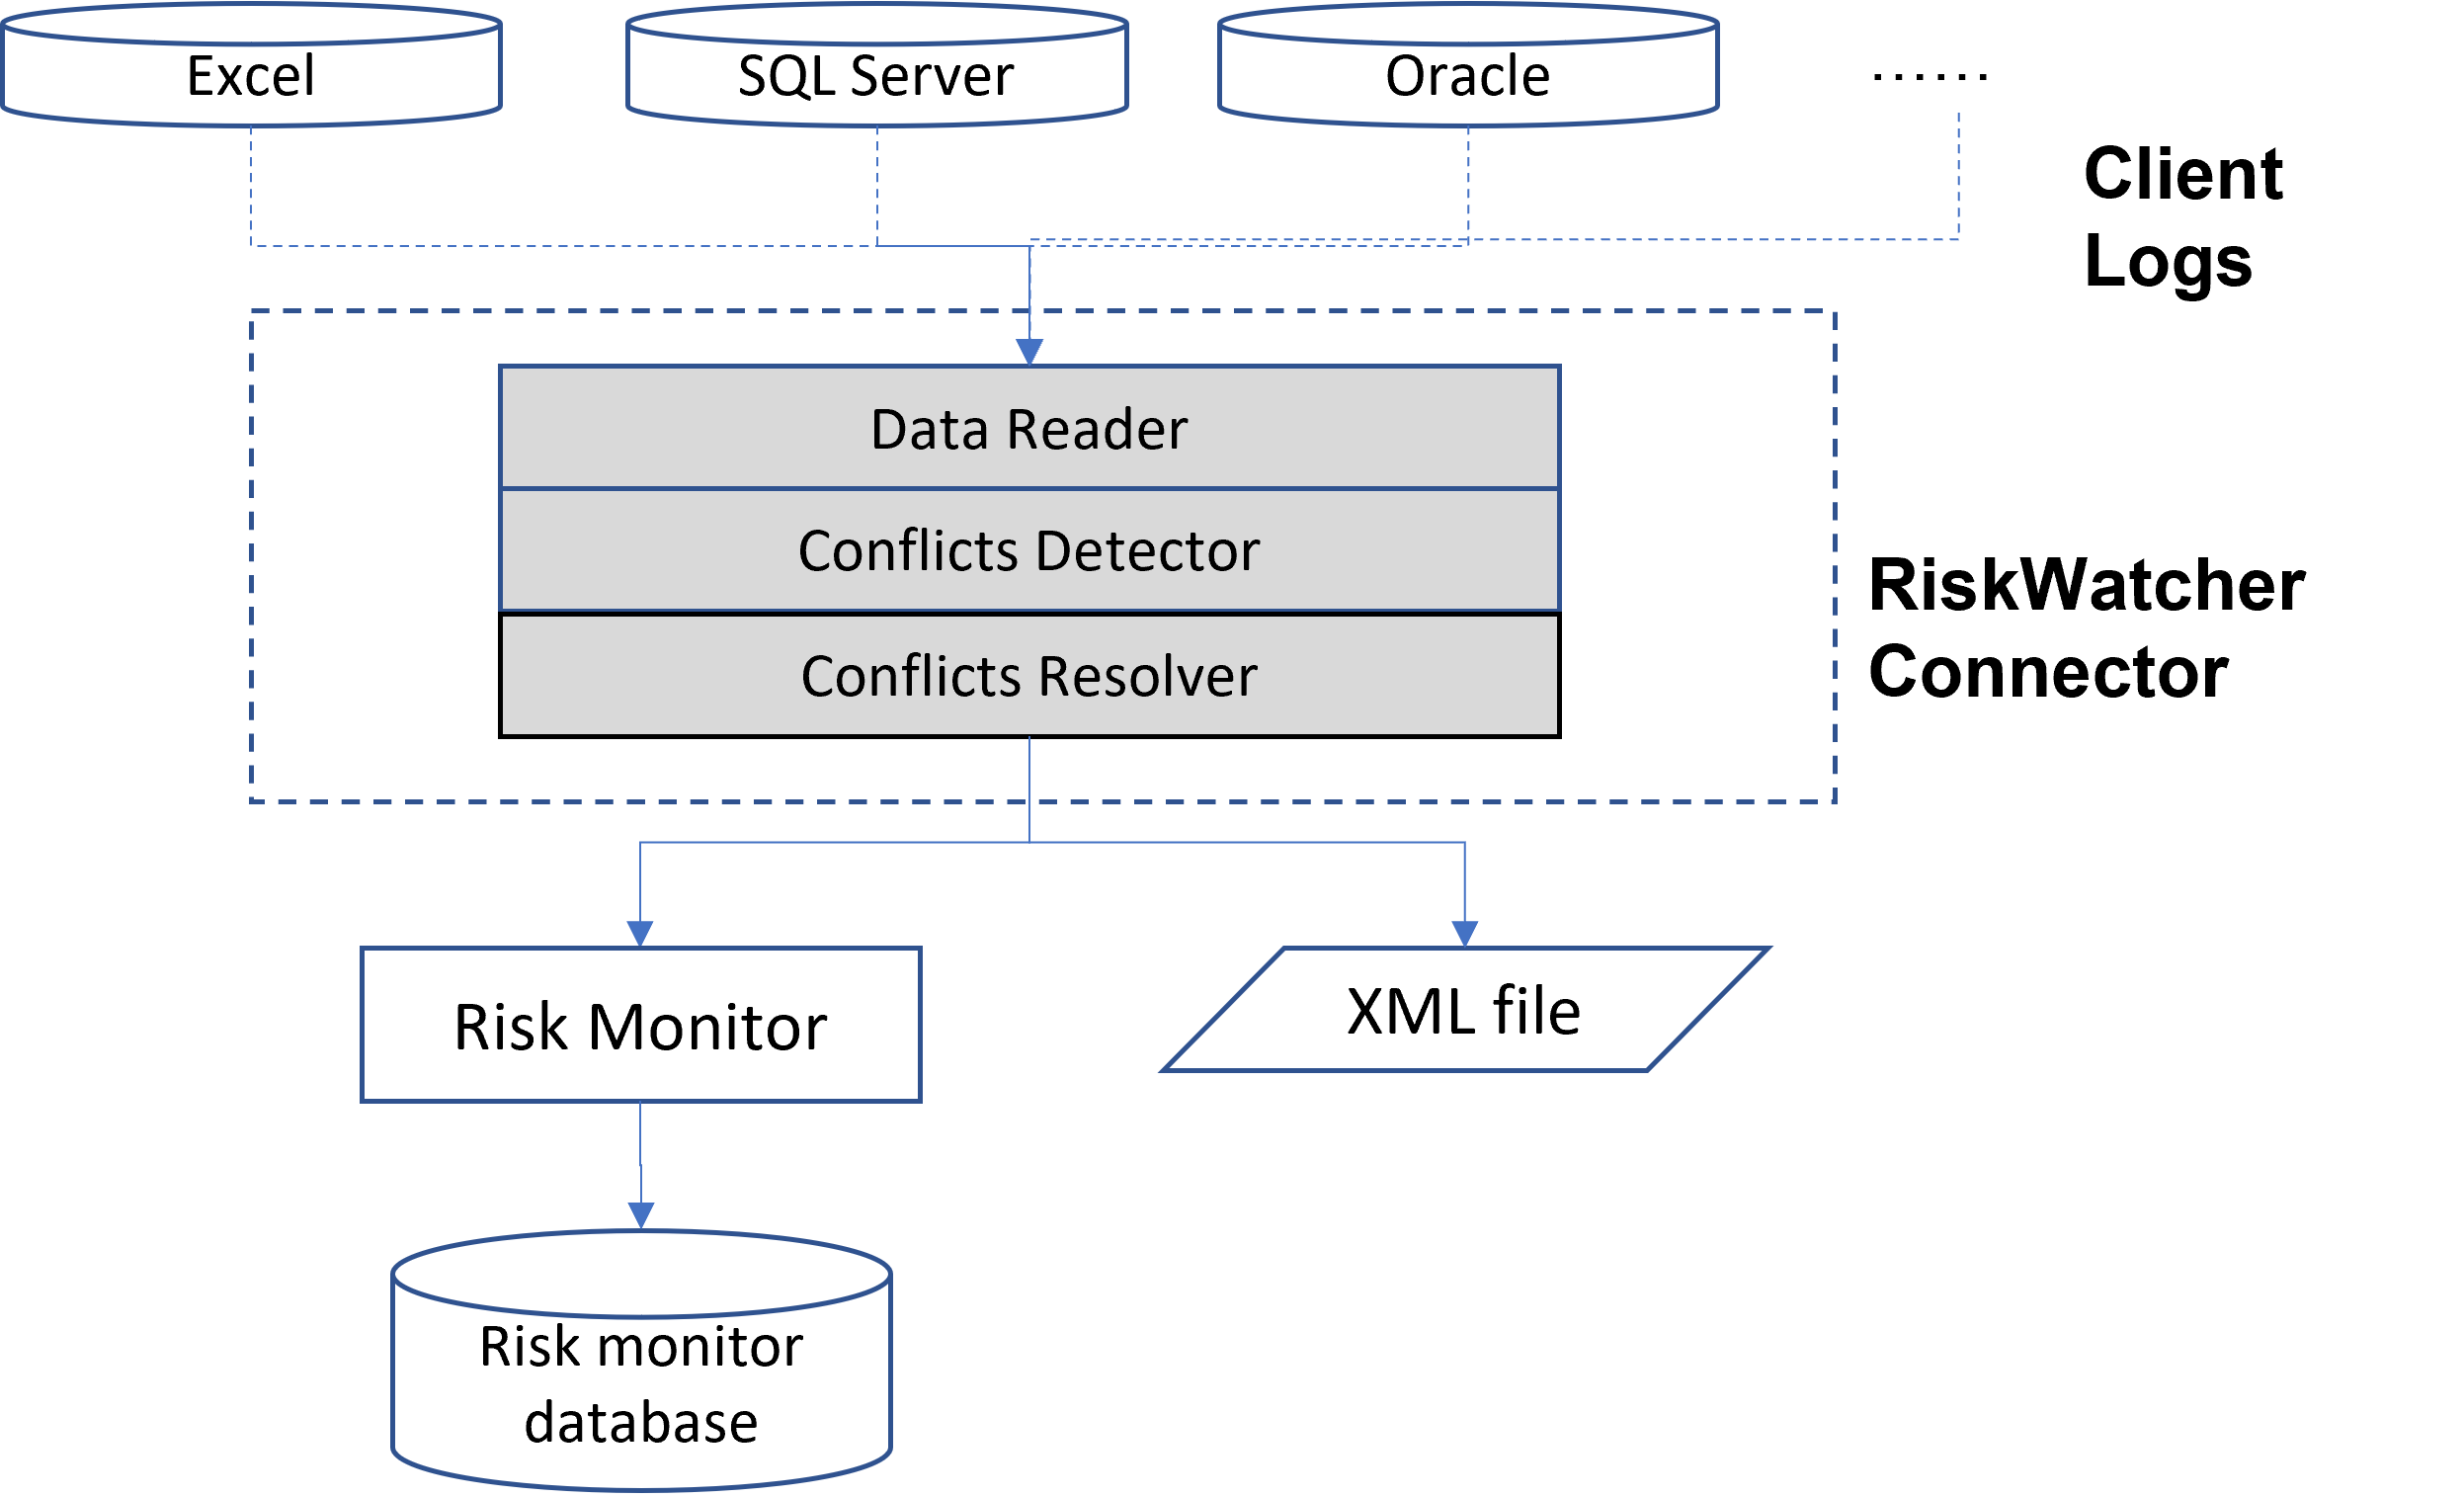 Excel
SQL Server
Oracle
......
Client
Logs
Data Reader
Conflicts Detector
Conflicts Resolver
RiskWatcher
Connector
Risk Monitor
XML file
Risk monitor
database